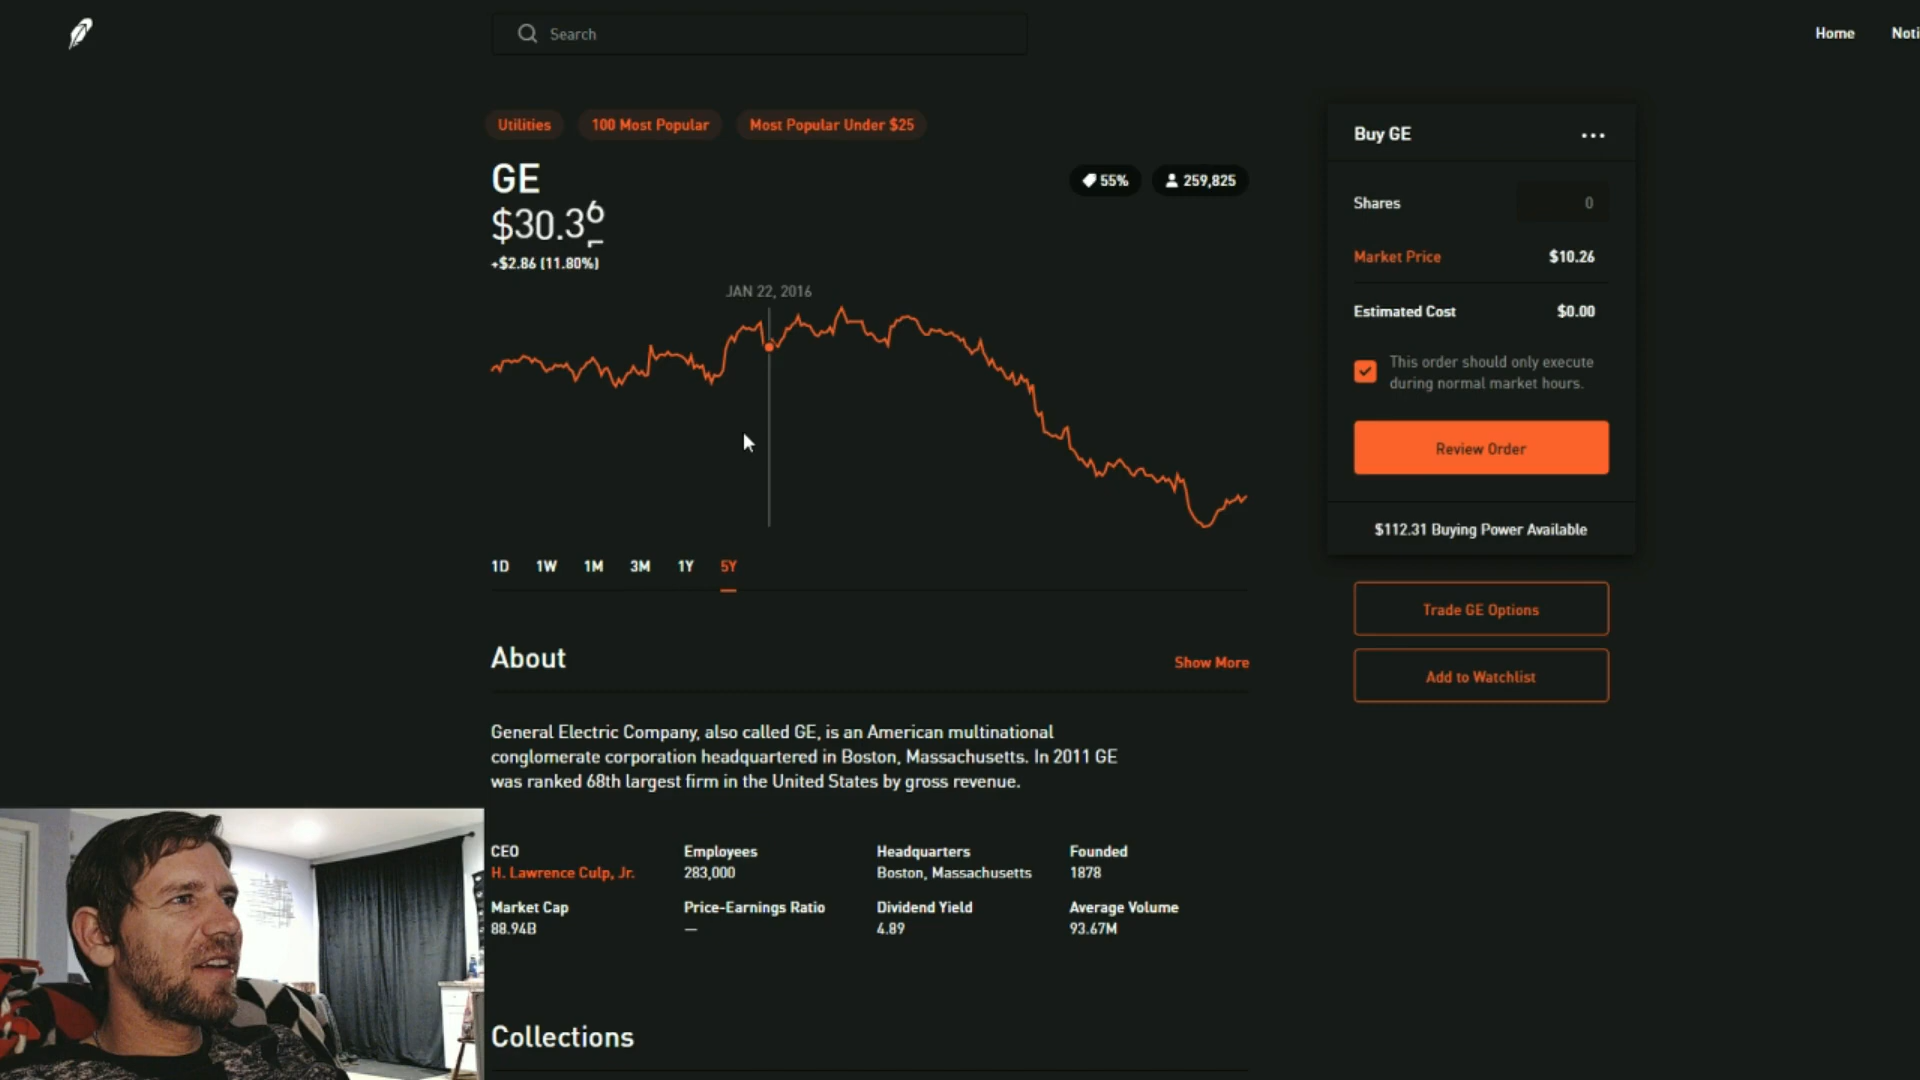 Search
Home
Noti
Utilities
100 Most Popular
Most Popular Under $25
GE
55%
259,825
$30.36
+$2.86 (11.80%)
JAN 22, 2016
1D
1W
1M
3M
1Y
5Y
Buy GE
Shares
0
Market Price
$10.26
Estimated Cost
$0.00
This order should only execute
during normal market hours.
Review Order
$112.31 Buying Power Available
Trade GE Options
Add to Watchlist
About
Show More
General Electric Company, also called GE, is an American multinational
conglomerate corporation headquartered in Boston, Massachusetts. In 2011 GE
was ranked 68th largest firm in the United States by gross revenue.
CEO
H. Lawrence Culp, Jr.
Employees
283,000
Headquarters
Boston, Massachusetts
Founded
1878
Market Cap
88.94B
Price-Earnings Ratio
—
Dividend Yield
4.89
Average Volume
93.67M
Collections